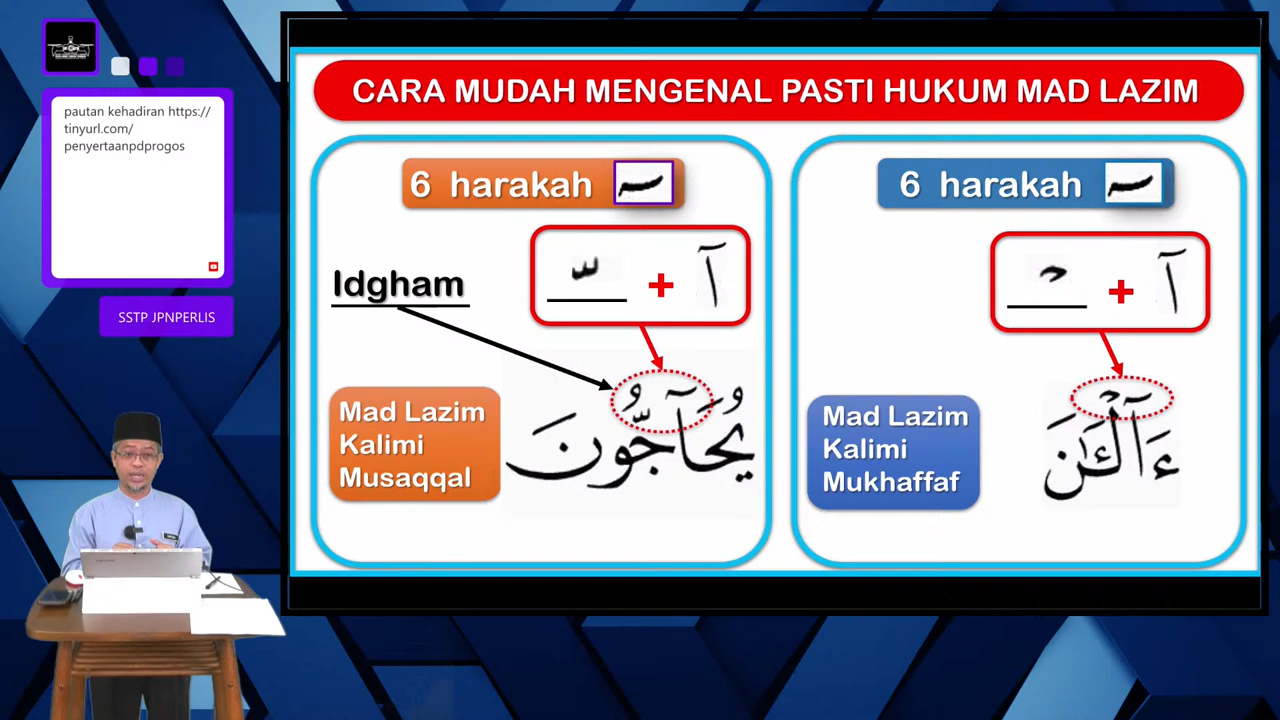 pautan kehadiran https://
tinyurl.com/
penyertaanpdprogos
SSTP JPNPERLIS
CARA MUDAH MENGENAL PASTI HUKUM MAD LAZIM
6 harakah
Idgham
ّ + آ
Mad Lazim
Kalimi
Musaqqal
يُحَآجُّونَ
6 harakah
ْ + آ
Mad Lazim
Kalimi
Mukhaffaf
ءَآلْـَٰٔنَ